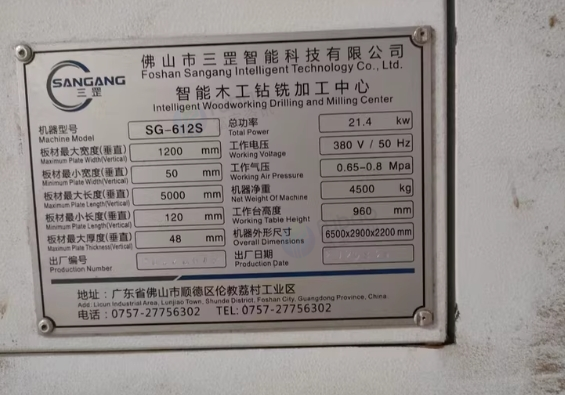 SANGANG
三罡
佛山市三罡智能科技有限公司
Foshan Sangang Intelligent Technology Co., Ltd.
智能木工钻铣加工中心
Intelligent Woodworking Drilling and Milling Center
机器型号 SG-612S
Machine Model
板材最大宽度(垂直) 1200 mm
Maximum Plate Width(Vertical)
板材最小宽度(垂直) 50 mm
Minimum Plate Width(Vertical)
板材最大长度(垂直) 5000 mm
Maximum Plate Length(Vertical)
板材最小长度(垂直) 120 mm
Minimum Plate Length(Vertical)
板材最大厚度(垂直) 48 mm
Maximum Plate Thickness(Vertical)
出厂编号
Production Number
总功率 21.4 kw
Total Power
工作电压 380 V / 50 Hz
Working Voltage
工作气压 0.65-0.8 Mpa
Working Air Pressure
机器净重 4500 kg
Net Weight Of Machine
工作台高度 960 mm
Working Table Height
机器外形尺寸 6500x2900x2200 mm
Overall Dimensions
出厂日期
Production Date
地址：广东省佛山市顺德区伦教荔村工业区
Add: Licun Industrial Area, Lunjiao Town, Shunde District, Foshan City, Guangdong Province, China
电话：0757-27756302 TEL: 0757-27756302